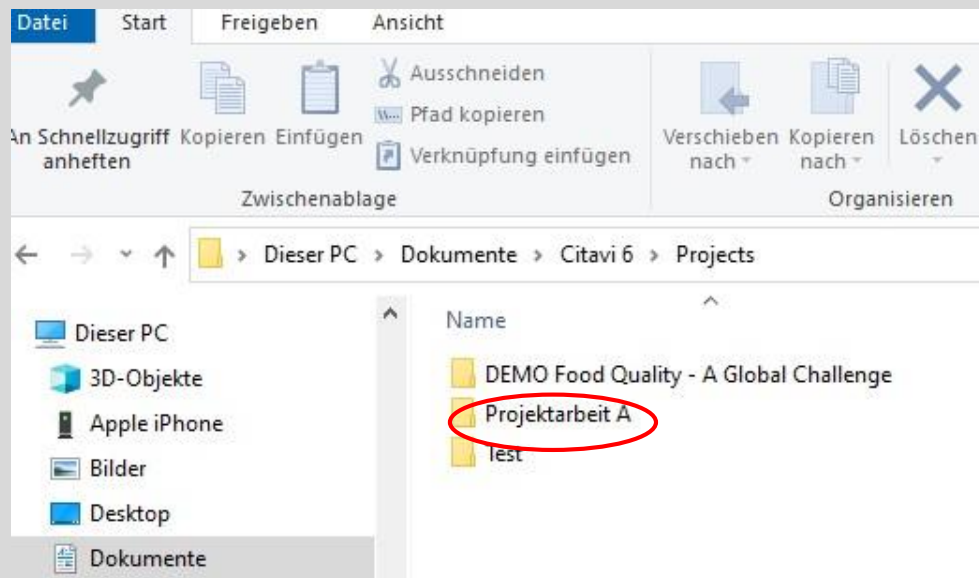 Datei Start Freigeben Ansicht
An Schnellzugriff anheften
Kopieren
Einfügen
Ausschneiden
Pfad kopieren
Verknüpfung einfügen
Zwischenablage
Verschieben nach
Kopieren nach
Löschen
Organisieren
Dieser PC > Dokumente > Citavi 6 > Projects
Dieser PC
3D-Objekte
Apple iPhone
Bilder
Desktop
Dokumente
Name
DEMO Food Quality - A Global Challenge
Projektarbeit A
Test